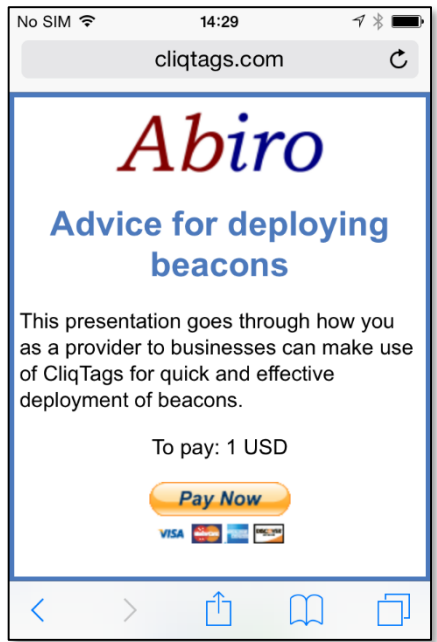 No SIM 14:29
cliqtags.com
Abiro
Advice for deploying
beacons
This presentation goes through how you
as a provider to businesses can make use
of CliqTags for quick and effective
deployment of beacons.
To pay: 1 USD
Pay Now
VISA MasterCard DISCOVER